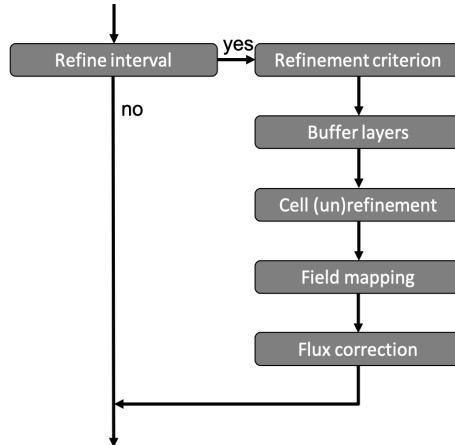 Refine interval
yes
Refinement criterion
no
Buffer layers
Cell (un)refinement
Field mapping
Flux correction